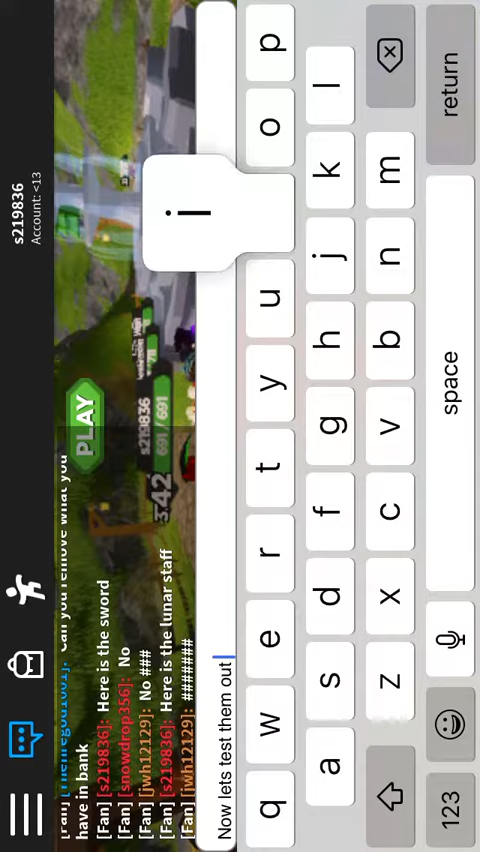 s219836
Account: <13
Can you remove what you
have in bank
[Fan] [s219836]: Here is the sword
[Fan] [snowdrop356]: No
[Fan] [jwh12129]: No ###
[Fan] [s219836]: Here is the lunar staff
[Fan] [jwh12129]: #######
PLAY
s219836
42
691 / 691
Now lets test them out
i
q w e r t y u o p
a s d f g h j k l
z x c v b n m
123 space return